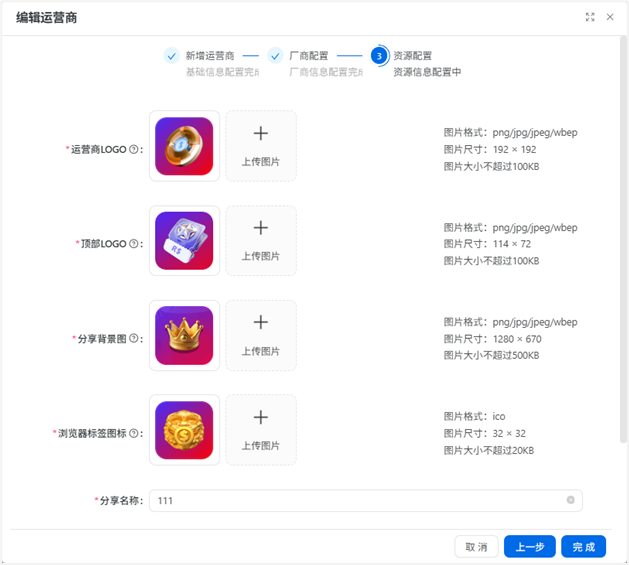 编辑运营商
新增运营商
基础信息配置完成
厂商配置
厂商信息配置完成
3
资源配置
资源信息配置中
*运营商LOGO ? :
上传图片
图片格式：png/jpg/jpeg/wbep
图片尺寸：192 × 192
图片大小不超过100KB
*顶部LOGO ? :
R$
上传图片
图片格式：png/jpg/jpeg/wbep
图片尺寸：114 × 72
图片大小不超过100KB
*分享背景图 ? :
上传图片
图片格式：png/jpg/jpeg/wbep
图片尺寸：1280 × 670
图片大小不超过500KB
*浏览器标签图标 ? :
上传图片
图片格式：ico
图片尺寸：32 × 32
图片大小不超过20KB
*分享名称 :
111
取 消
上一步
完 成